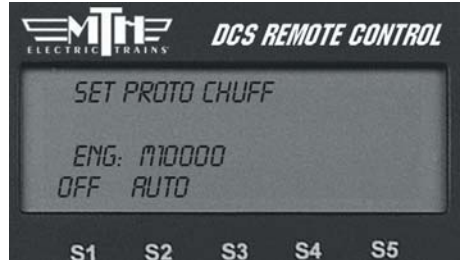 MTH
ELECTRIC TRAINS
DCS REMOTE CONTROL
SET PROTO CHUFF
ENG: M10000
OFF AUTO
S1 S2 S3 S4 S5